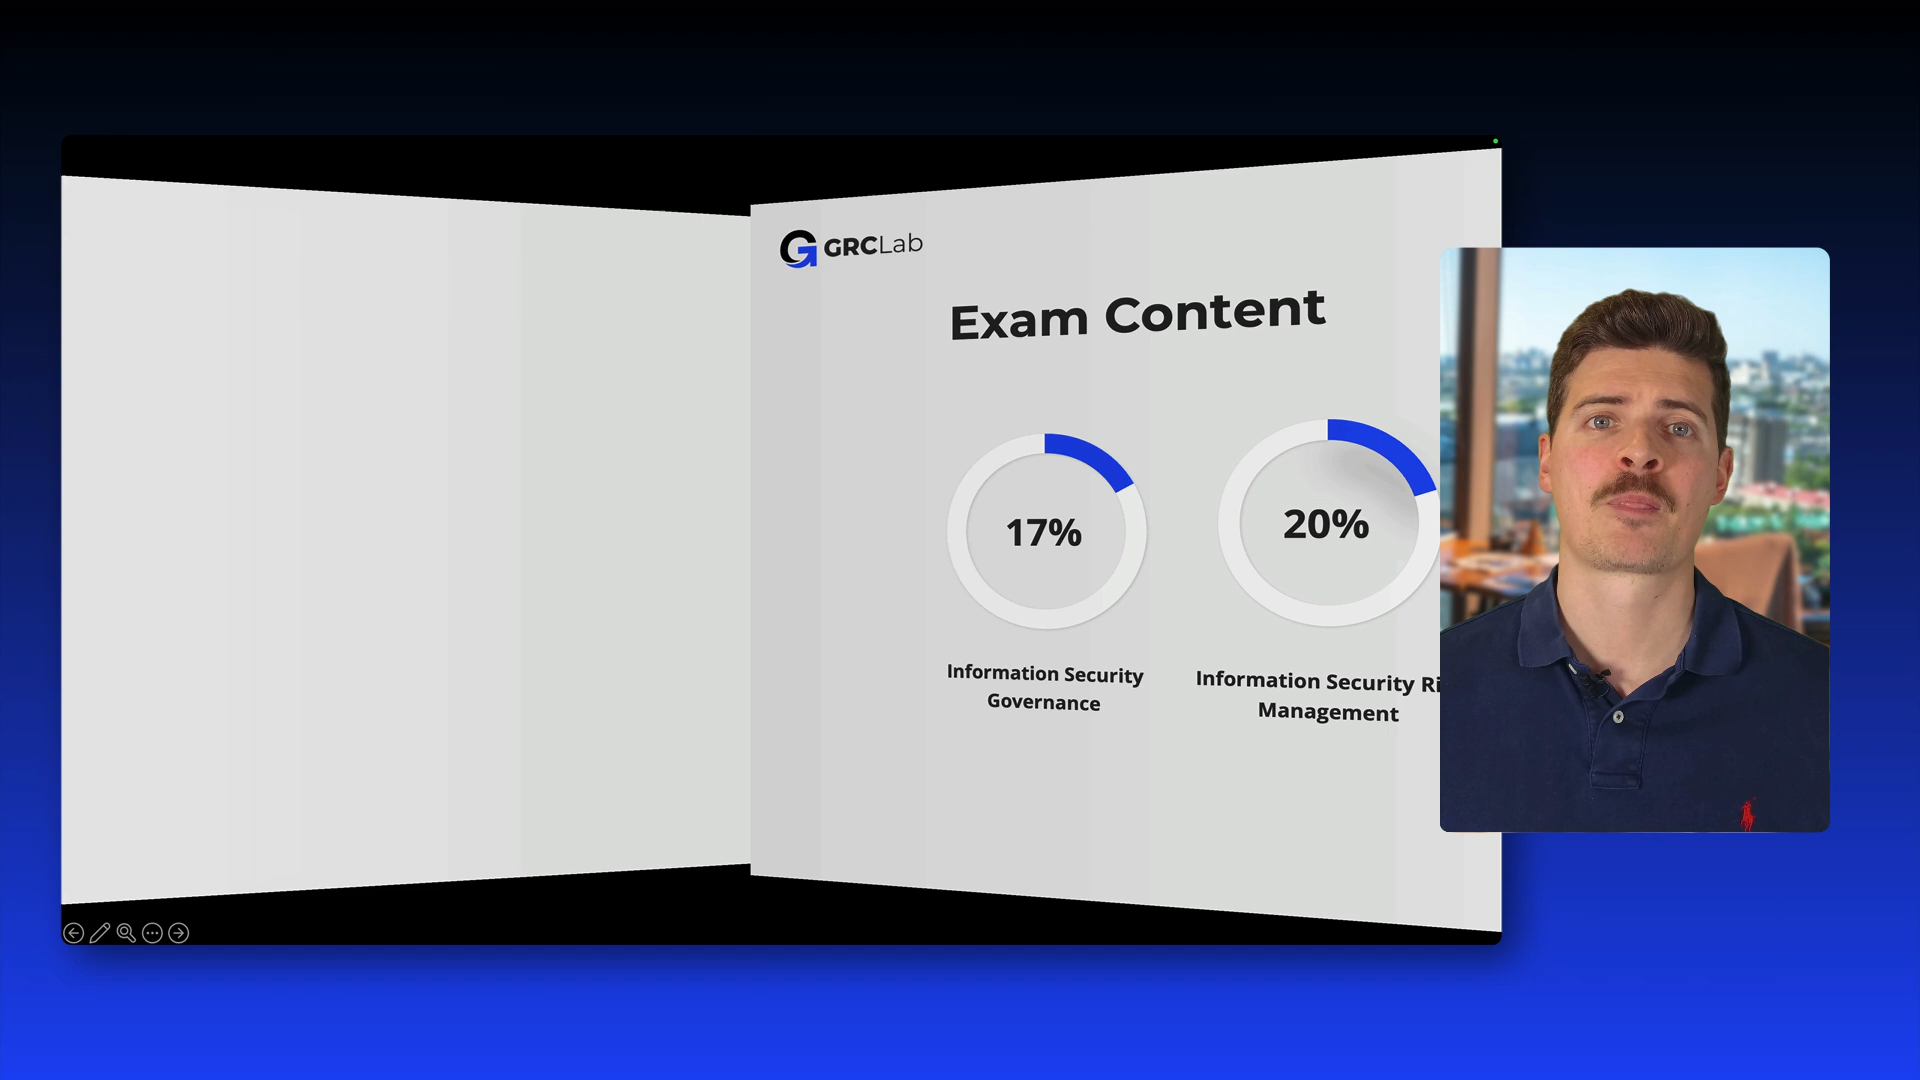 GRCLab
Exam Content
17%
20%
Information Security
Governance
Information Security Ri
Management